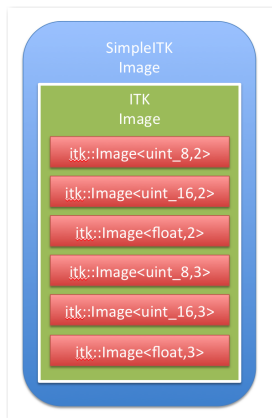 SimpleITK
Image
ITK
Image
itk::Image<uint_8,2>
itk::Image<uint_16,2>
itk::Image<float,2>
itk::Image<uint_8,3>
itk::Image<uint_16,3>
itk::Image<float,3>